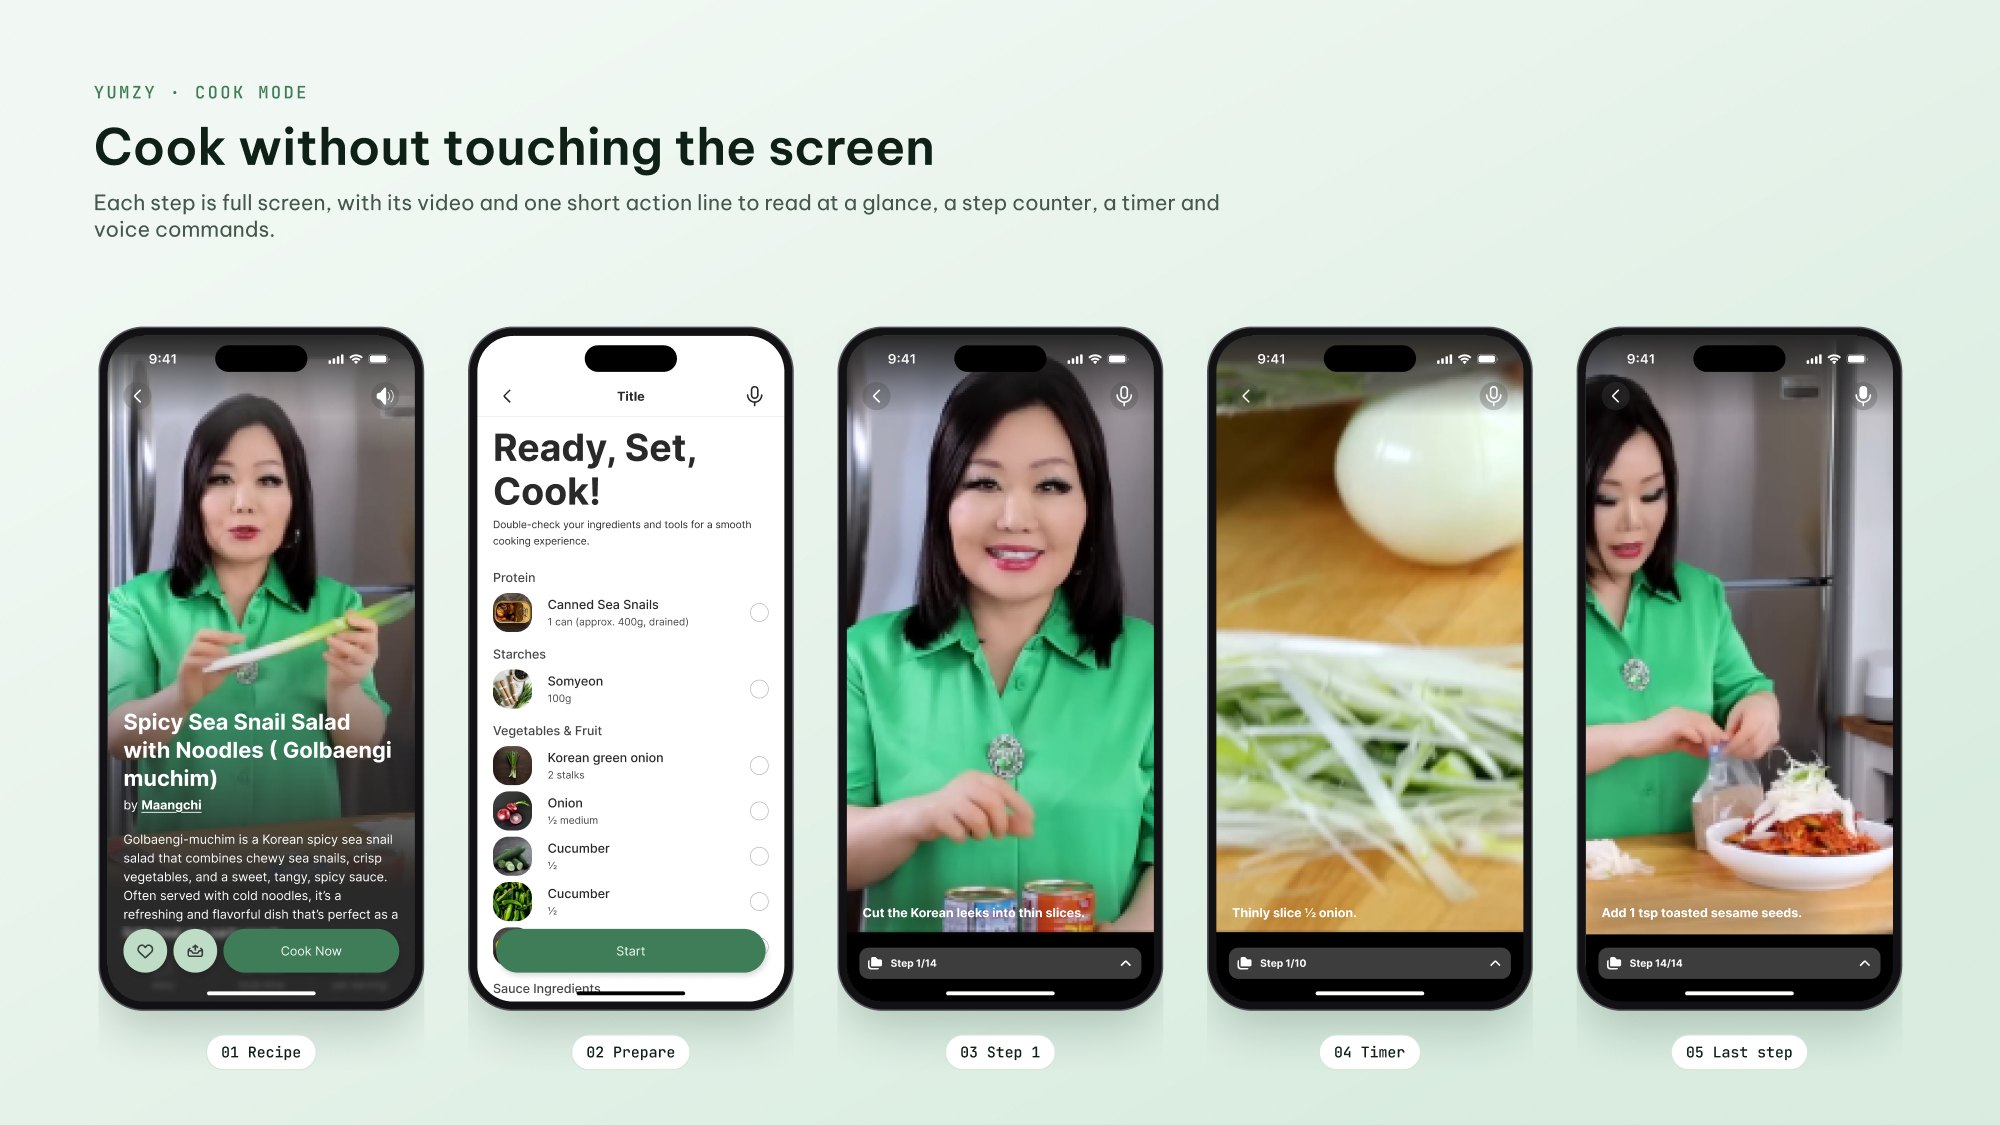 YUMZY · COOK MODE
Cook without touching the screen
Each step is full screen, with its video and one short action line to read at a glance, a step counter, a timer and
voice commands.
9:41
Spicy Sea Snail Salad
with Noodles ( Golbaengi
muchim)
by Maangchi
Golbaengi-muchim is a Korean spicy sea snail
salad that combines chewy sea snails, crisp
vegetables, and a sweet, tangy, spicy sauce.
Often served with cold noodles, it's a
refreshing and flavorful dish that's perfect as a
Cook Now
01 Recipe
Title
Ready, Set,
Cook!
Double-check your ingredients and tools for a smooth
cooking experience.
Protein
Canned Sea Snails
1 can (approx. 400g, drained)
Starches
Somyeon
100g
Vegetables & Fruit
Korean green onion
2 stalks
Onion
½ medium
Cucumber
½
Cucumber
½
Start
Sauce Ingredients
02 Prepare
9:41
Cut the Korean leeks into thin slices.
Step 1/14
03 Step 1
9:41
Thinly slice ½ onion.
Step 1/10
04 Timer
9:41
Add 1 tsp toasted sesame seeds.
Step 14/14
05 Last step